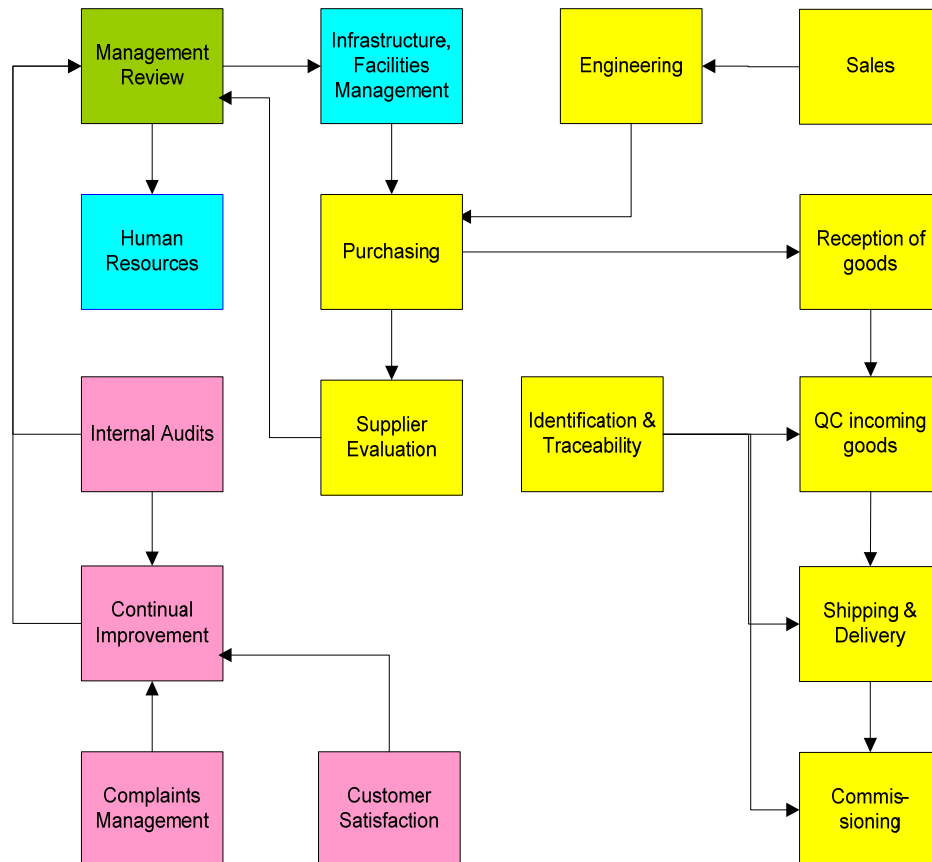 Management
Review
Infrastructure,
Facilities
Management
Engineering
Sales
Human
Resources
Purchasing
Reception of
goods
Internal Audits
Supplier
Evaluation
Identification &
Traceability
QC incoming
goods
Continual
Improvement
Shipping &
Delivery
Complaints
Management
Customer
Satisfaction
Commis-
sioning